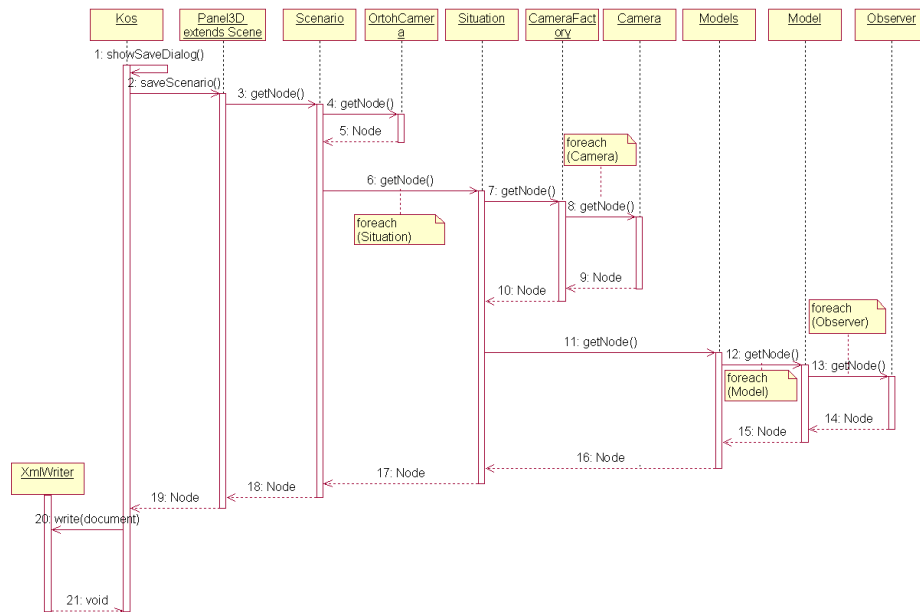 Kos
Panel3D
extends Scene
Scenario
OrtohCamer
a
Situation
CameraFact
ory
Camera
Models
Model
Observer
1: showSaveDialog()
2: saveScenario()
3: getNode()
4: getNode()
5: Node
foreach
(Camera)
6: getNode()
7: getNode()
8: getNode()
foreach
(Situation)
9: Node
10: Node
foreach
(Observer)
11: getNode()
12: getNode()
13: getNode()
foreach
(Model)
14: Node
15: Node
16: Node
17: Node
XmlWriter
18: Node
19: Node
20: write(document)
21: void